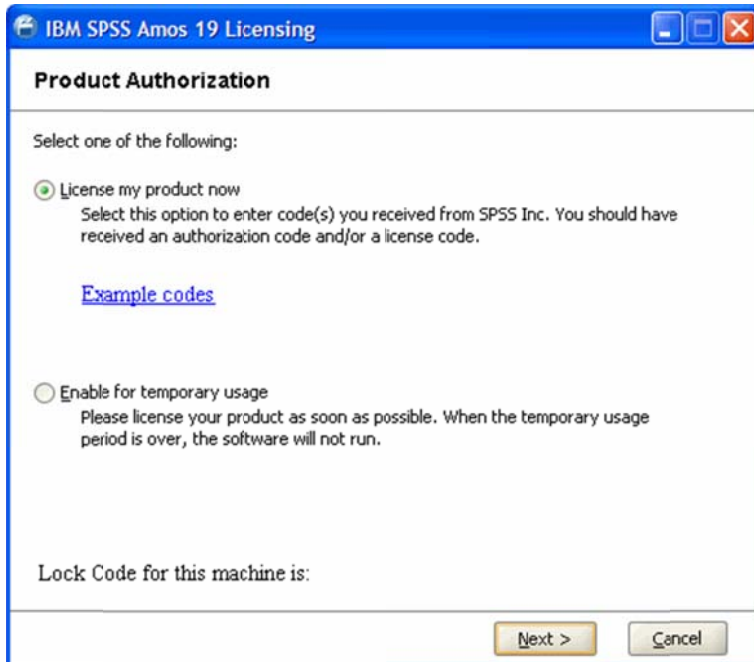 IBM SPSS Amos 19 Licensing
Product Authorization
Select one of the following:
License my product now
Select this option to enter code(s) you received from SPSS Inc. You should have
received an authorization code and/or a license code.
Example codes
Enable for temporary usage
Please license your product as soon as possible. When the temporary usage
period is over, the software will not run.
Lock Code for this machine is:
Next >
Cancel